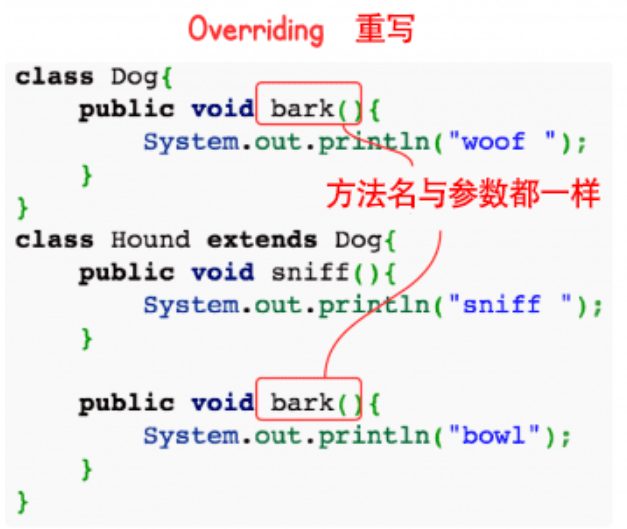 Overriding 重写
class Dog{
public void bark(){
System.out.println("woof ");
}
方法名与参数都一样
}
class Hound extends Dog{
public void sniff(){
System.out.println("sniff ");
}
public void bark(){
System.out.println("bowl");
}
}